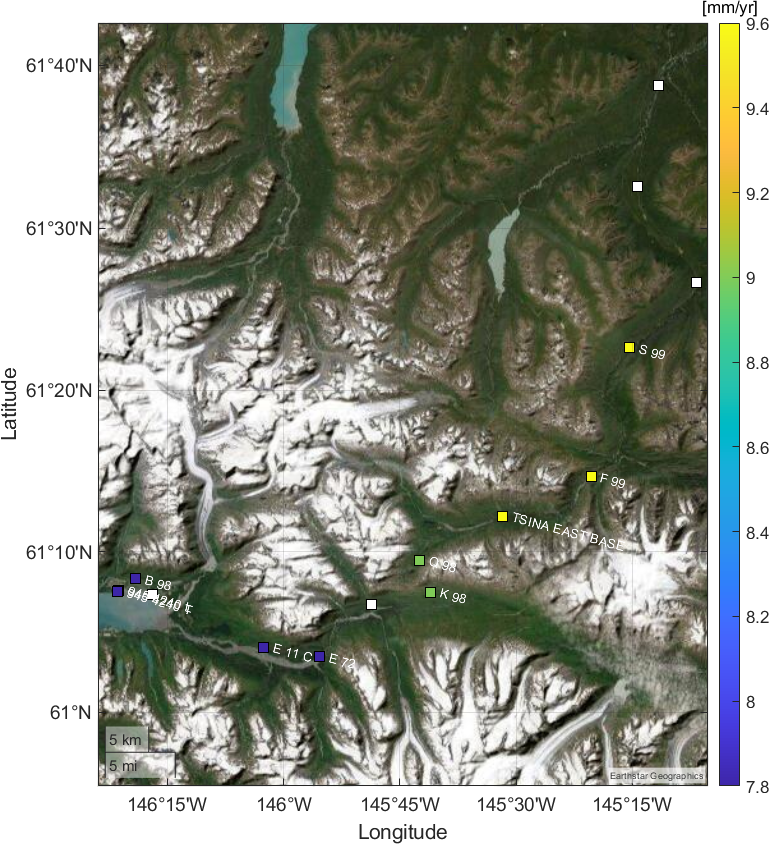 [mm/yr]
61°40'N
61°30'N
61°20'N
61°10'N
61°N
Latitude
S 99
F 99
TSINA EAST BASE
Q 98
K 98
B 98
E 11 C
E 72
5 km
5 mi
Earthstar Geographics
146°15'W
146°W
145°45'W
145°30'W
145°15'W
Longitude
9.6
9.4
9.2
9
8.8
8.6
8.4
8.2
8
7.8